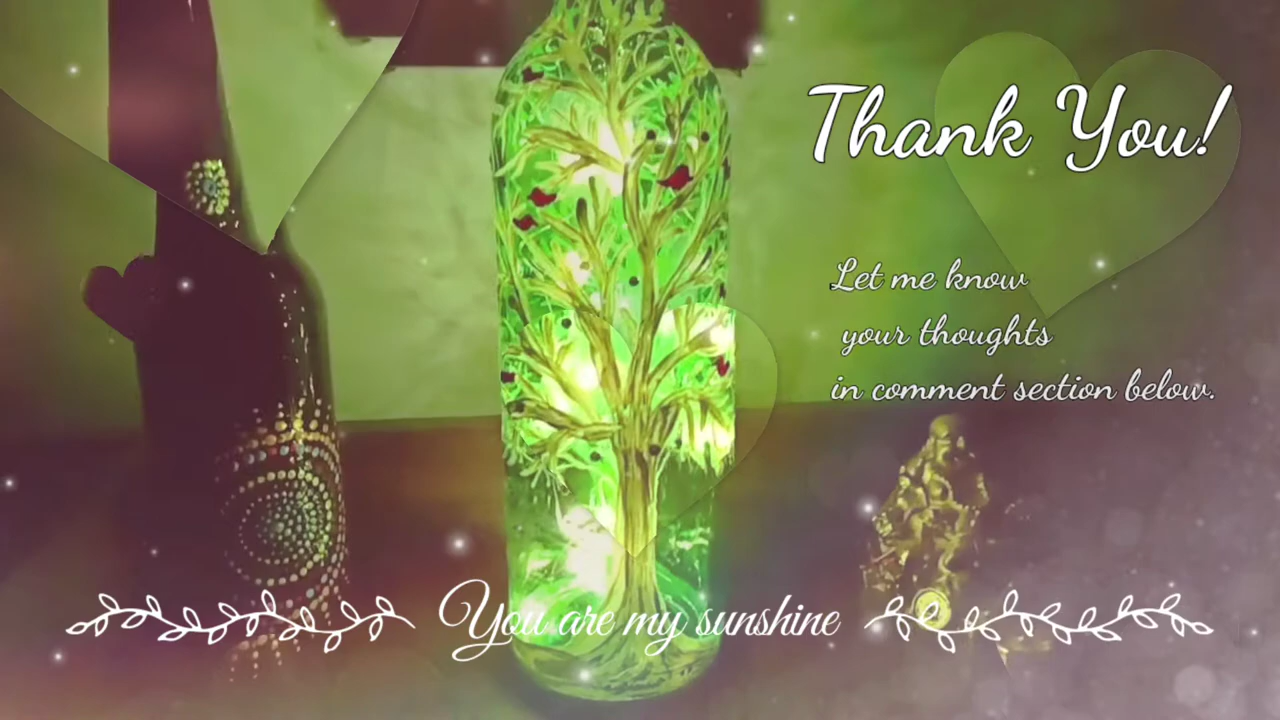 Thank You!
Let me know
your thoughts
in comment section below.
You are my sunshine